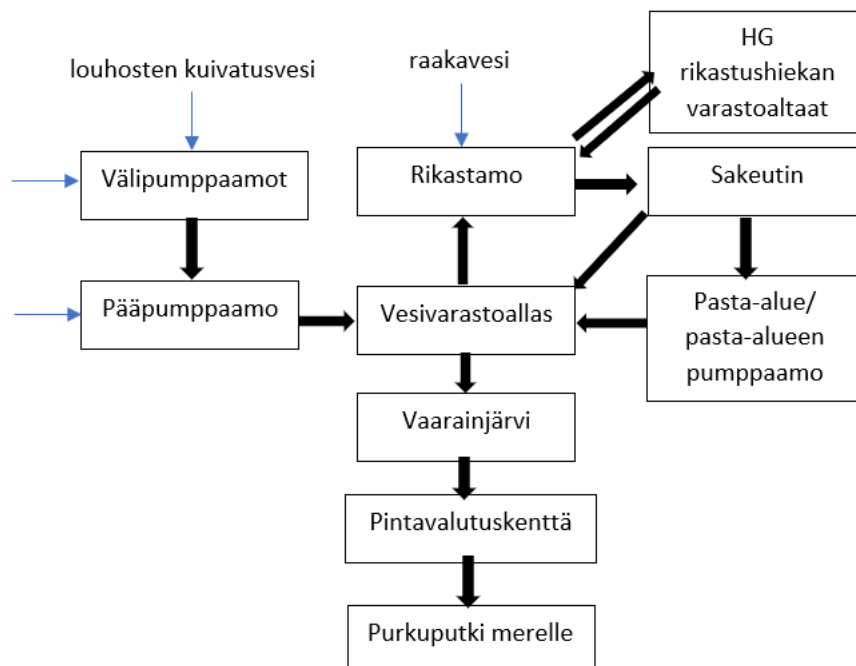 louhosten kuivatusvesi
raakavesi
HG
rikastushiekan
varastoaltaat
Välipumppaamot
Rikastamo
Sakeutin
Pääpumppaamo
Vesivarastoallas
Pasta-alue/
pasta-alueen
pumppaamo
Vaarainjärvi
Pintavalutuskenttä
Purkuputki merelle